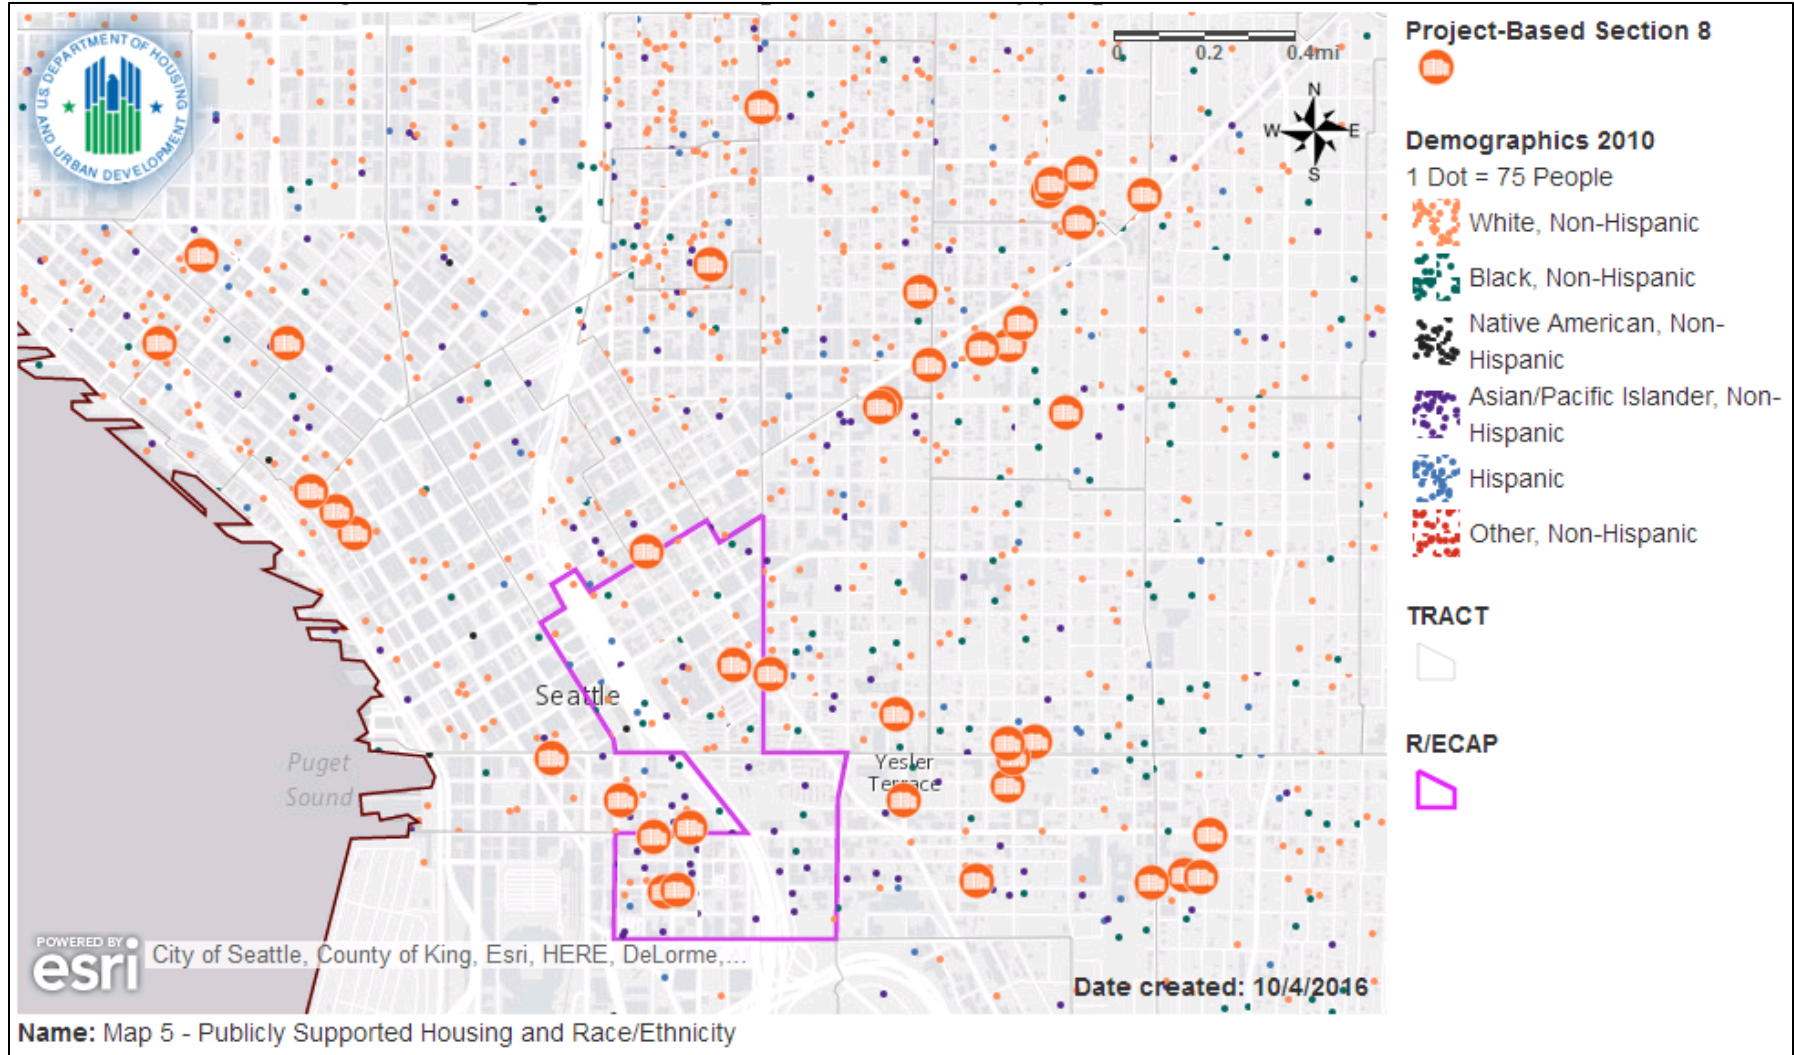 U.S. DEPARTMENT OF HOUSING
AND URBAN DEVELOPMENT
0 0.2 0.4mi
N
W E
S
Seattle
Puget
Sound
Yesler
Terrace
POWERED BY
esri
City of Seattle, County of King, Esri, HERE, DeLorme,...
Date created: 10/4/2016
Name: Map 5 - Publicly Supported Housing and Race/Ethnicity
Project-Based Section 8
Demographics 2010
1 Dot = 75 People
White, Non-Hispanic
Black, Non-Hispanic
Native American, Non-
Hispanic
Asian/Pacific Islander, Non-
Hispanic
Hispanic
Other, Non-Hispanic
TRACT
R/ECAP